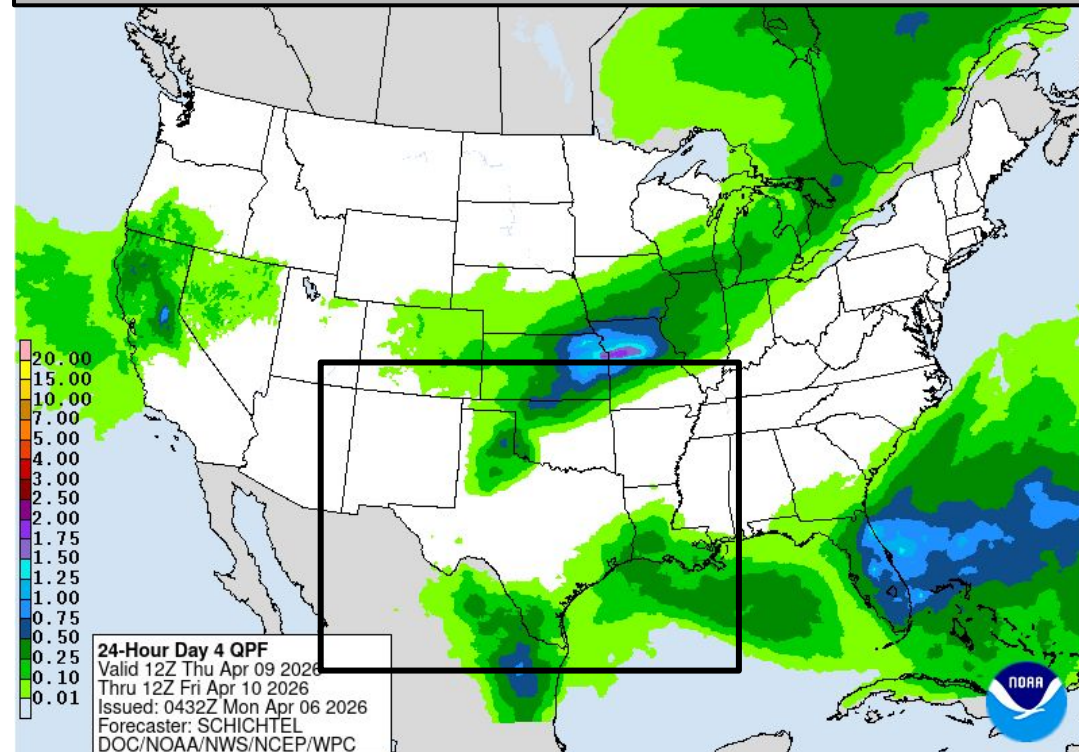 20.00
15.00
10.00
7.00
5.00
4.00
3.00
2.50
2.00
1.75
1.50
1.25
1.00
0.75
0.50
0.25
0.10
0.01
24-Hour Day 4 QPF
Valid 12Z Thu Apr 09 2026
Thru 12Z Fri Apr 10 2026
Issued: 0432Z Mon Apr 06 2026
Forecaster: SCHICHTEL
DOC/NOAA/NWS/NCEP/WPC
NOAA